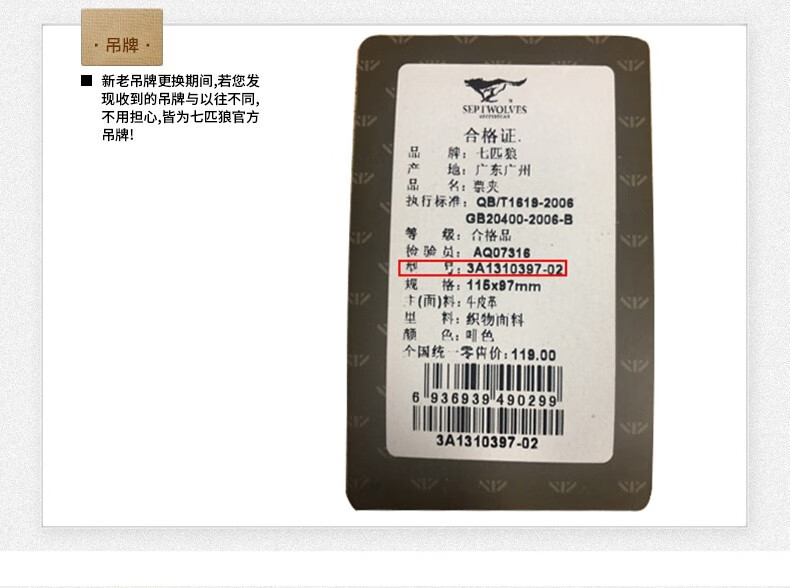 · 吊牌 ·
新老吊牌更换期间,若您发
现收到的吊牌与以往不同,
不用担心,皆为七匹狼官方
吊牌!
SEPTWOLVES
合格证.
品 牌: 七匹狼
产 地: 广东广州
品 名: 票夹
执行标准: QB/T1619-2006
GB20400-2006-B
等 级: 合格品
检验员: AQ07316
型 号: 3A1310397-02
规 格: 115x97mm
主(面)料: 牛皮革
里 料: 织物面料
颜 色: 啡色
全国统一零售价: 119.00
6 936939 490299
3A1310397-02